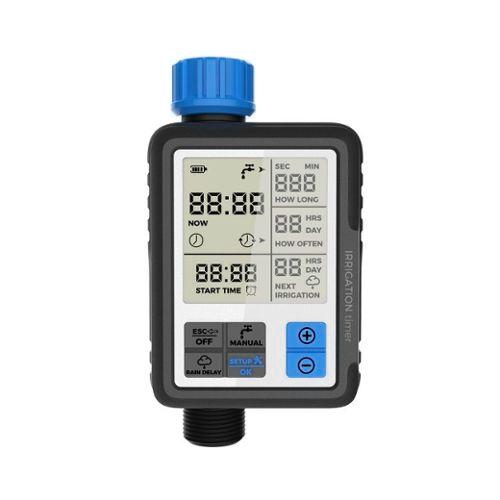 SEC MIN
888
HOW LONG
88:88
NOW
88 HRS
DAY
HOW OFTEN
88:88
START TIME
88 HRS
DAY
NEXT
IRRIGATION
IRRIGATION timer
ESC
OFF
MANUAL
RAIN DELAY
SETUP
OK
+
−